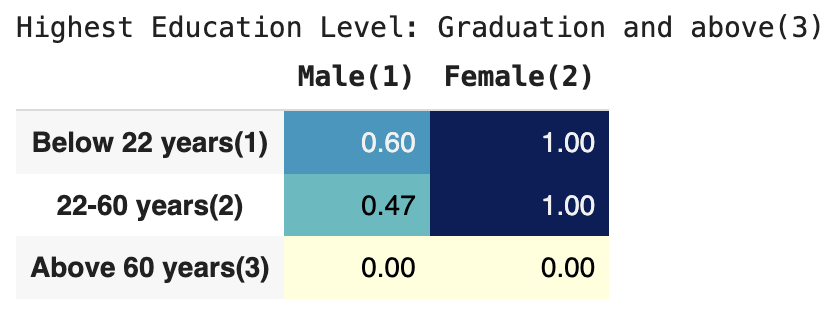 Highest Education Level: Graduation and above(3)
Male(1) Female(2)
Below 22 years(1) 0.60 1.00
22-60 years(2) 0.47 1.00
Above 60 years(3) 0.00 0.00